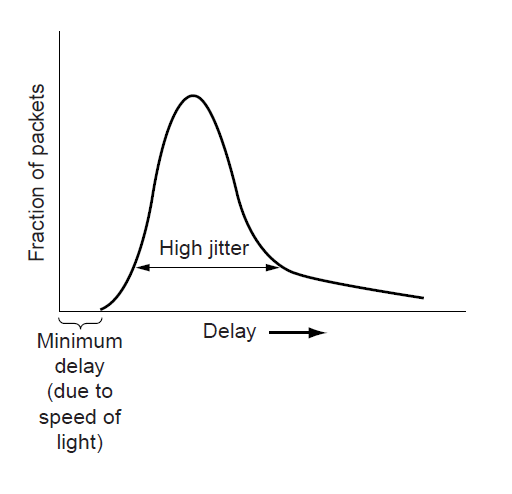 Fraction of packets
High jitter
Delay
Minimum
delay
(due to
speed of
light)